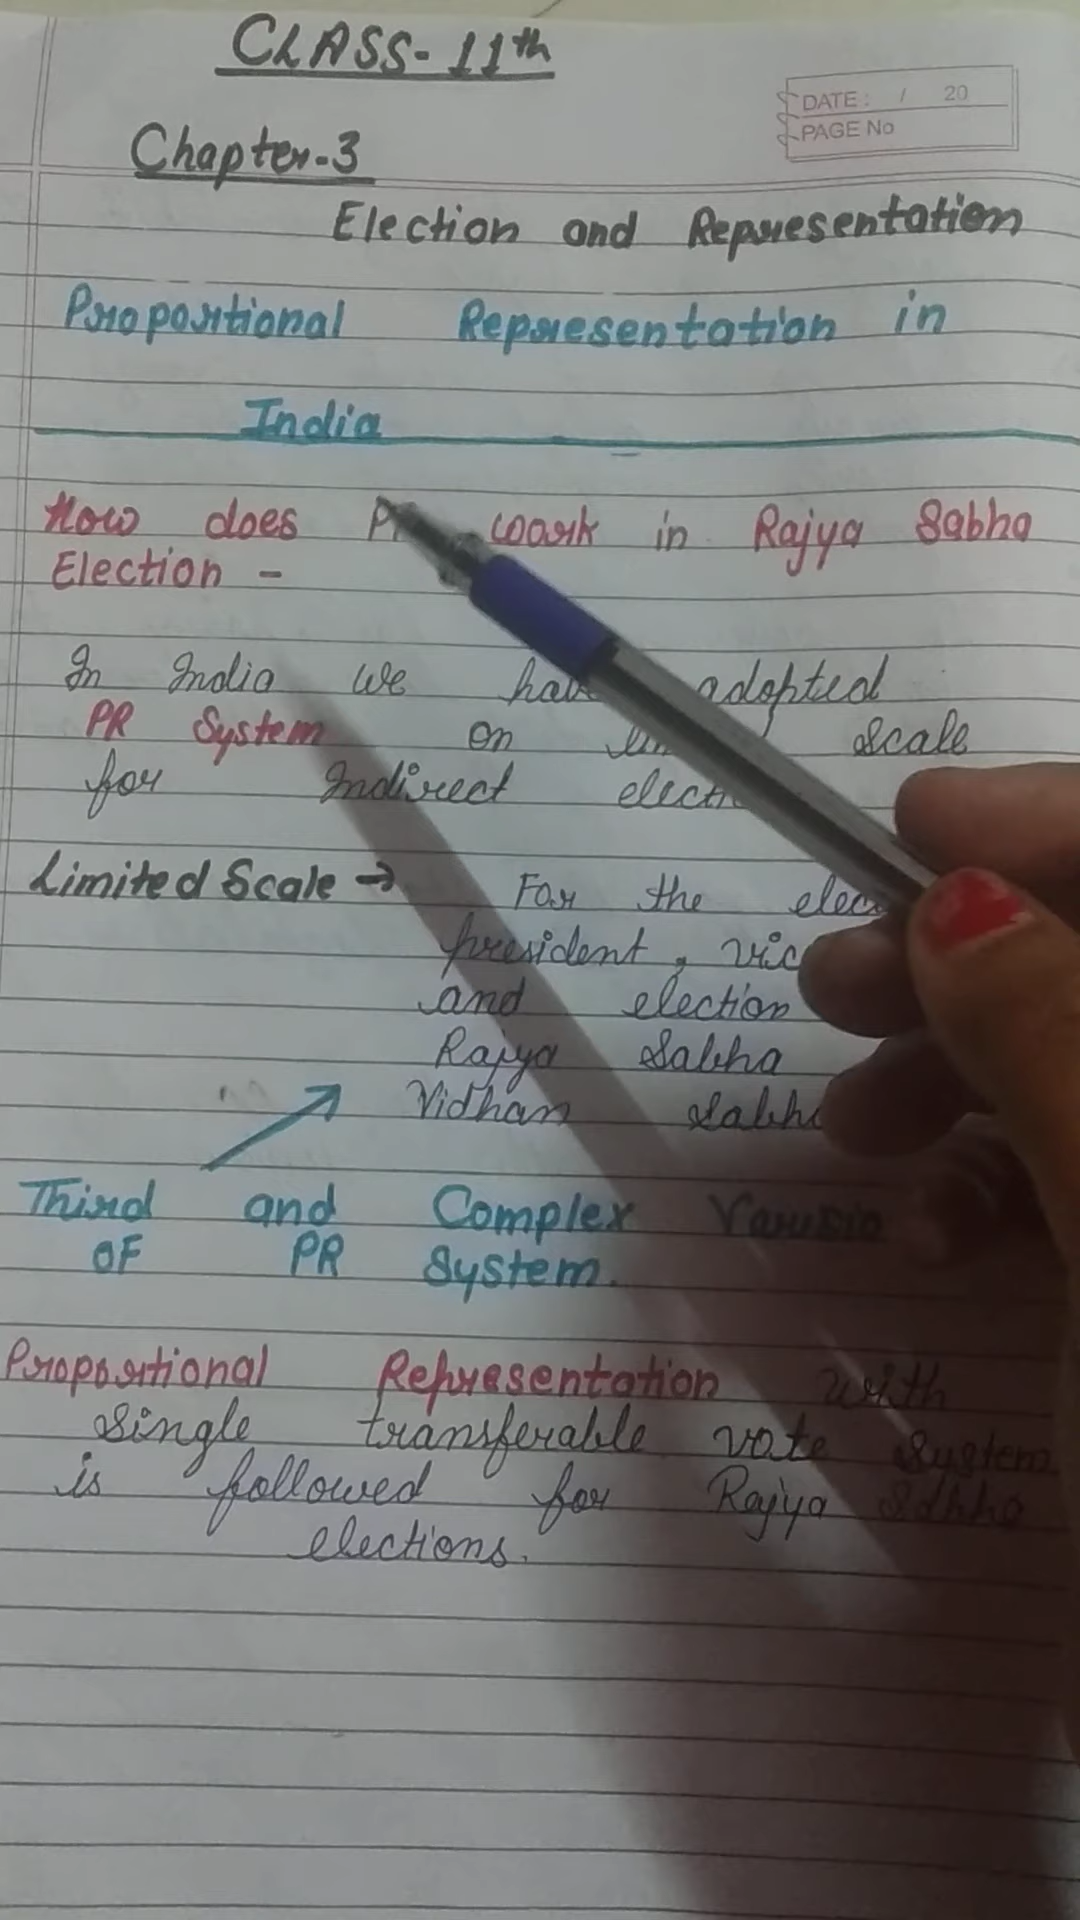 CLASS- 11th
DATE: / 20
PAGE No
Chapter-3
Election and Representation
Proportional Representation in
India
How does work in Rajya Sabha
Election -
In India we adopted
PR System on scale
for Indirect
Limited Scale → For the
president,
and election
Rajya Sabha
Vidhan
Third and Complex
OF PR System.
Proportional Representation with
single transferable vote system
is followed for Rajya Sabha
elections.